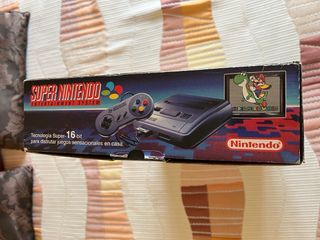 SUPER NINTENDO
ENTERTAINMENT SYSTEM
Tecnología Super 16-bit
para disfrutar juegos sensacionales en casa.
Nintendo